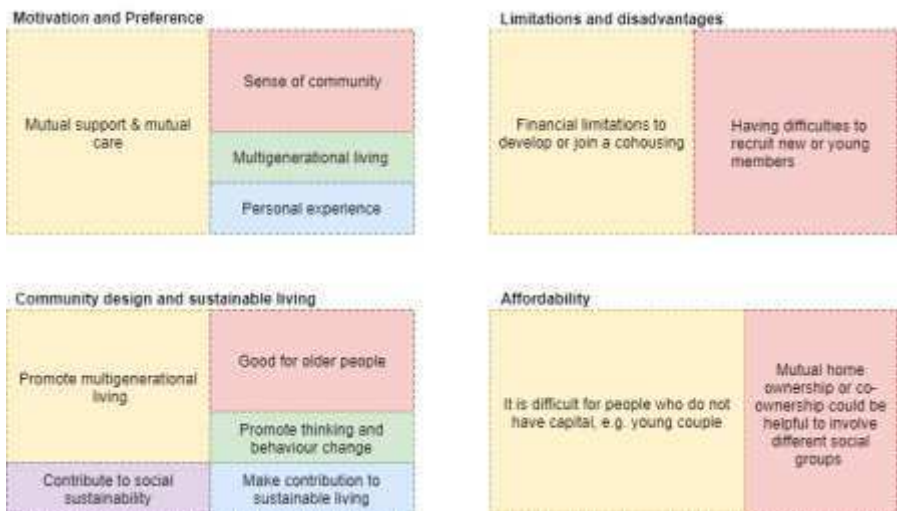 Motivation and Preference
Mutual support & mutual
care
Sense of community
Multigenerational living
Personal experience
Limitations and disadvantages
Financial limitations to
develop or join a cohousing
Having difficulties to
recruit new or young
members
Community design and sustainable living
Promote multigenerational
living
Good for older people
Promote thinking and
behaviour change
Contribute to social
sustainability
Make contribution to
sustainable living
Affordability
It is difficult for people who do not
have capital, e.g. young couple
Mutual home
ownership or co-
ownership could be
helpful to involve
different social
groups